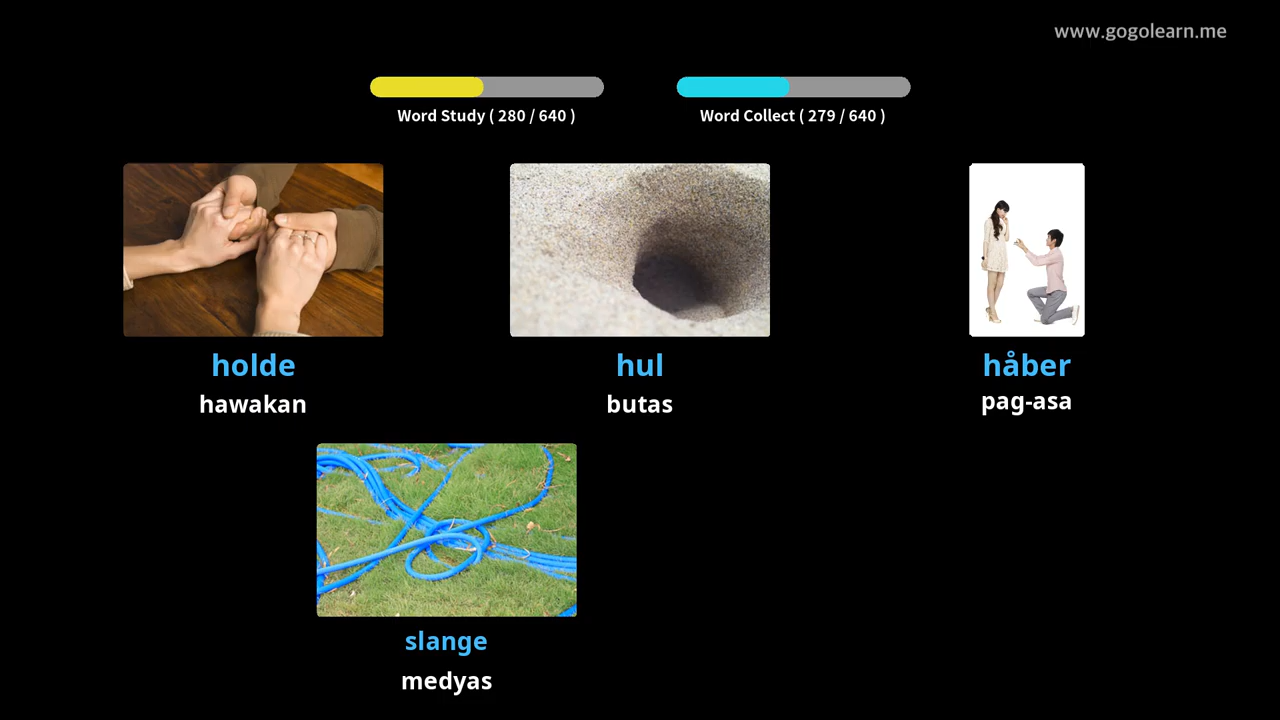 www.gogolearn.me
Word Study ( 280 / 640 )
Word Collect ( 279 / 640 )
holde
hawakan
hul
butas
håber
pag-asa
slange
medyas